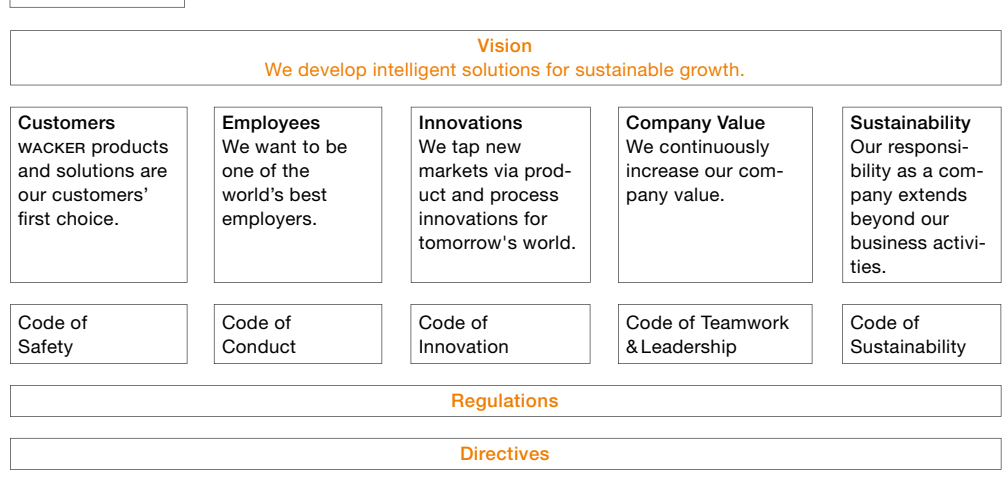 Vision
We develop intelligent solutions for sustainable growth.
Customers
WACKER products
and solutions are
our customers’
first choice.
Employees
We want to be
one of the
world’s best
employers.
Innovations
We tap new
markets via prod-
uct and process
innovations for
tomorrow's world.
Company Value
We continuously
increase our com-
pany value.
Sustainability
Our responsi-
bility as a com-
pany extends
beyond our
business activi-
ties.
Code of
Safety
Code of
Conduct
Code of
Innovation
Code of Teamwork
& Leadership
Code of
Sustainability
Regulations
Directives